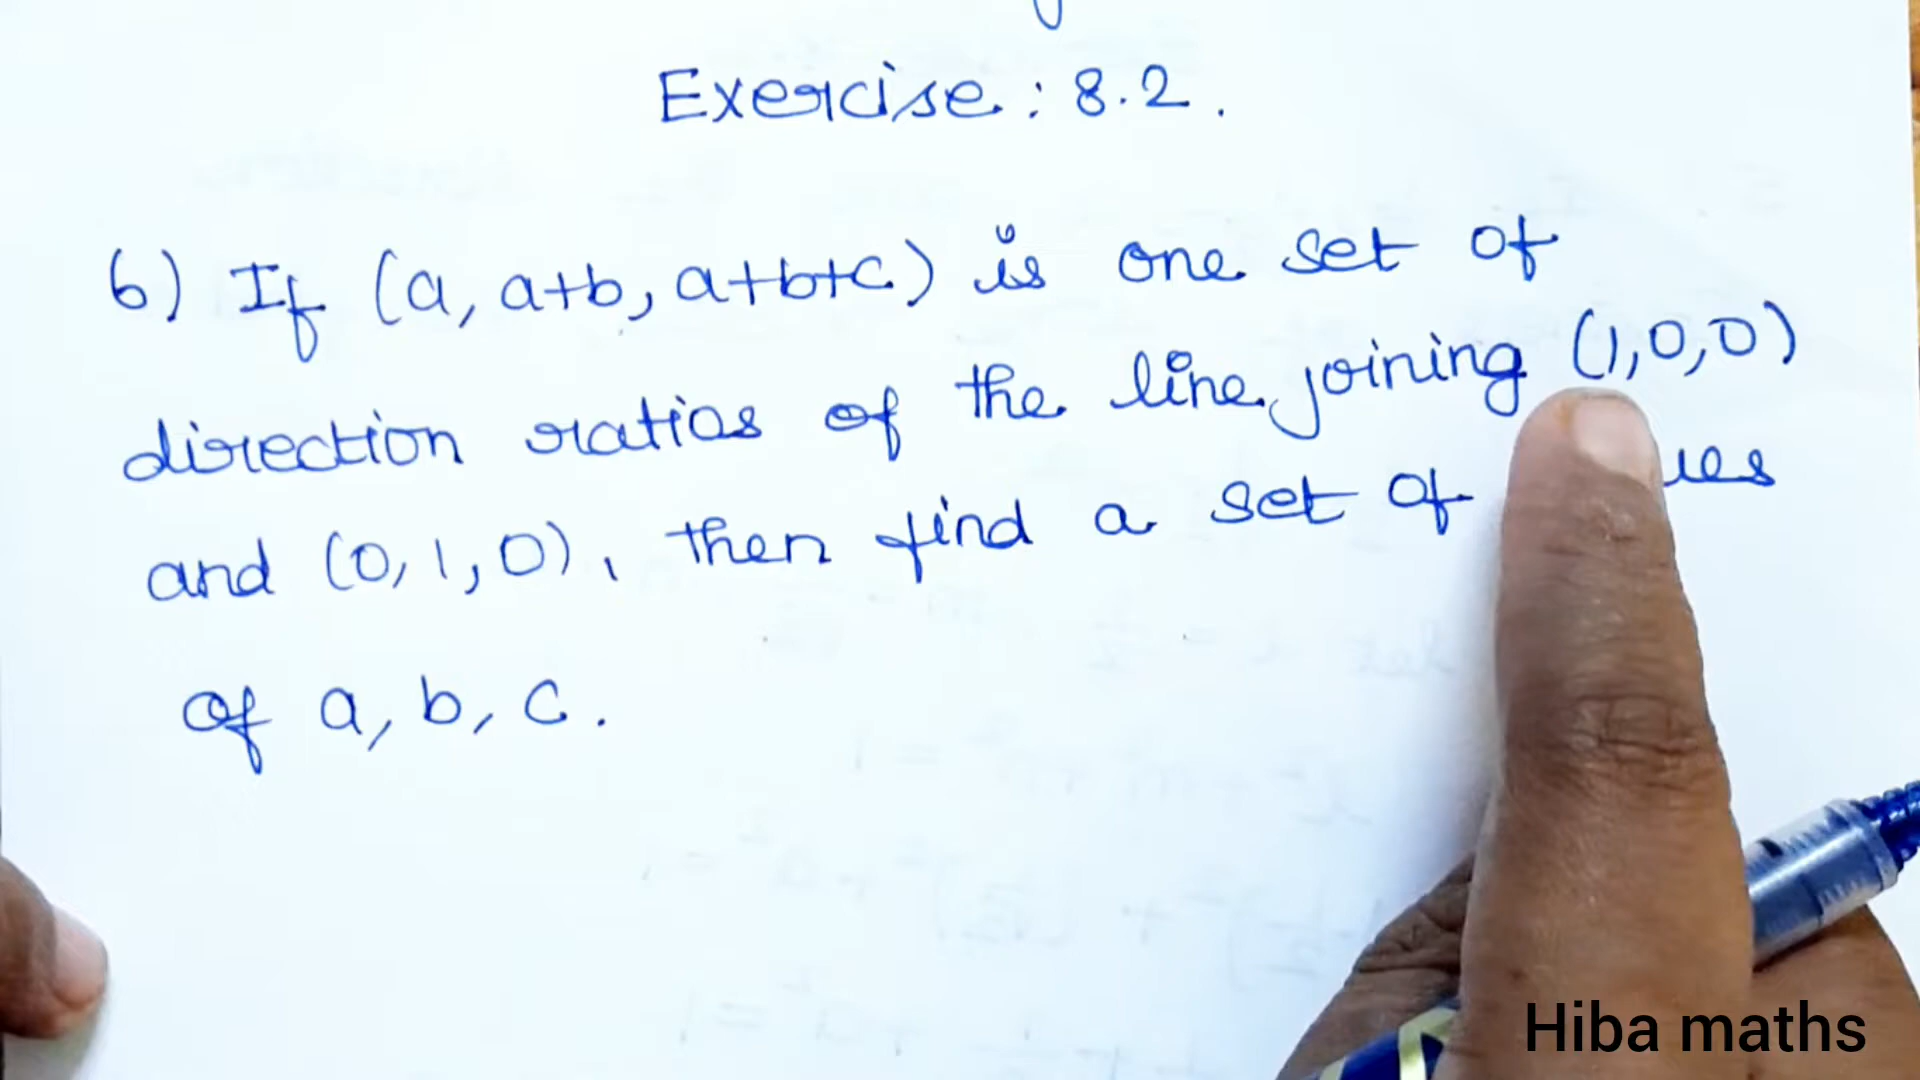 Exercise: 8.2.
6) If (a, a+b, a+b+c) is one set of
direction ratios of the line joining (1,0,0)
and (0,1,0), then find a set of
of a, b, c.
Hiba maths